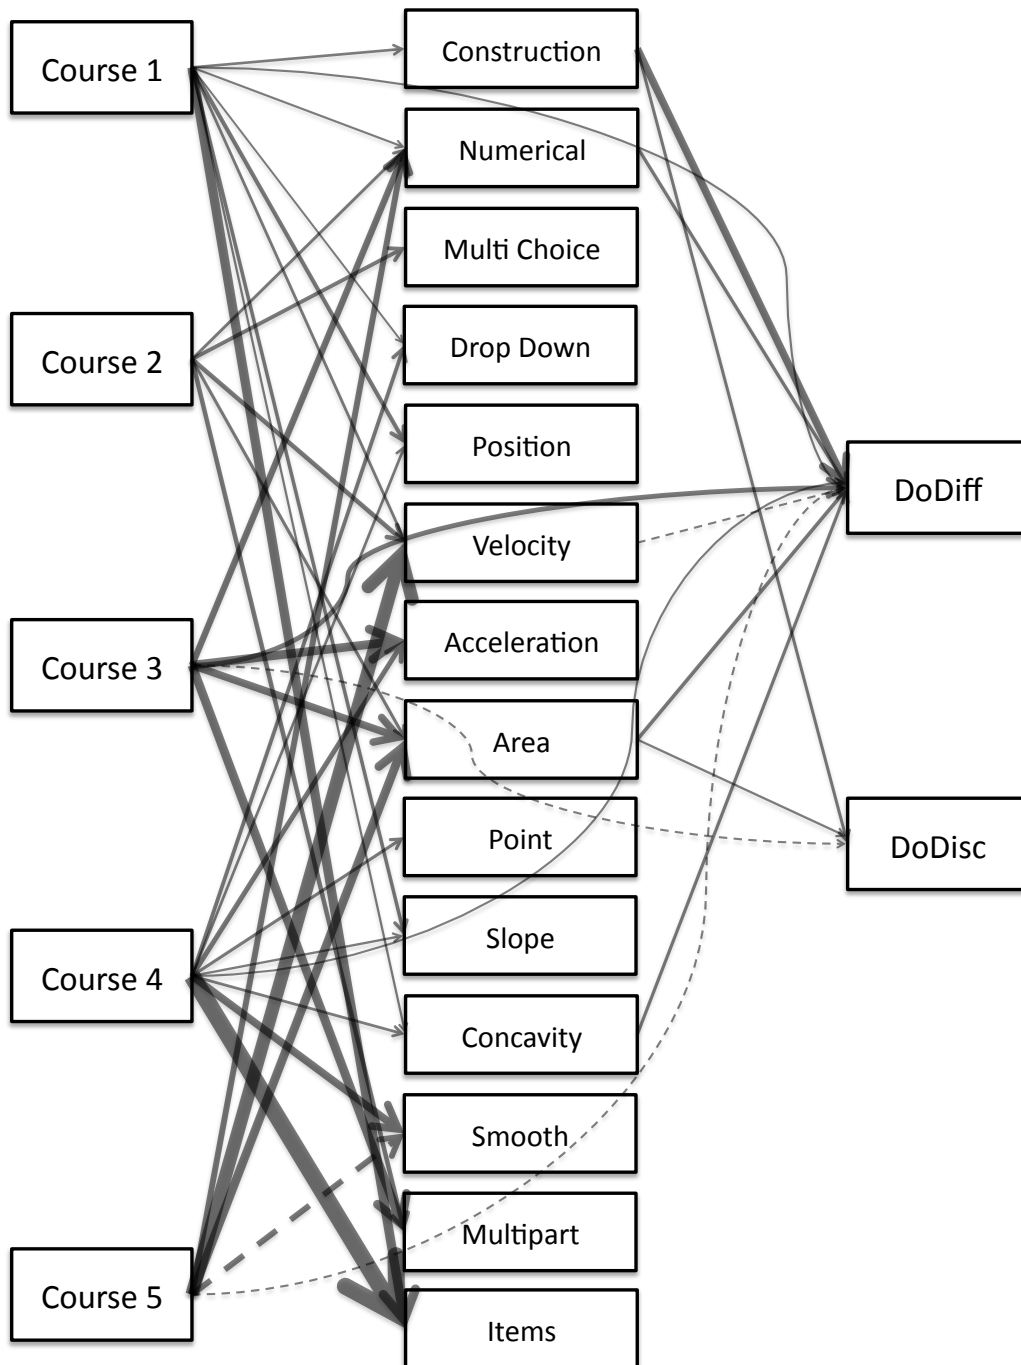 Course 1
Course 2
Course 3
Course 4
Course 5
Construction
Numerical
Multi Choice
Drop Down
Position
Velocity
Acceleration
Area
Point
Slope
Concavity
Smooth
Multipart
Items
DoDiff
DoDisc